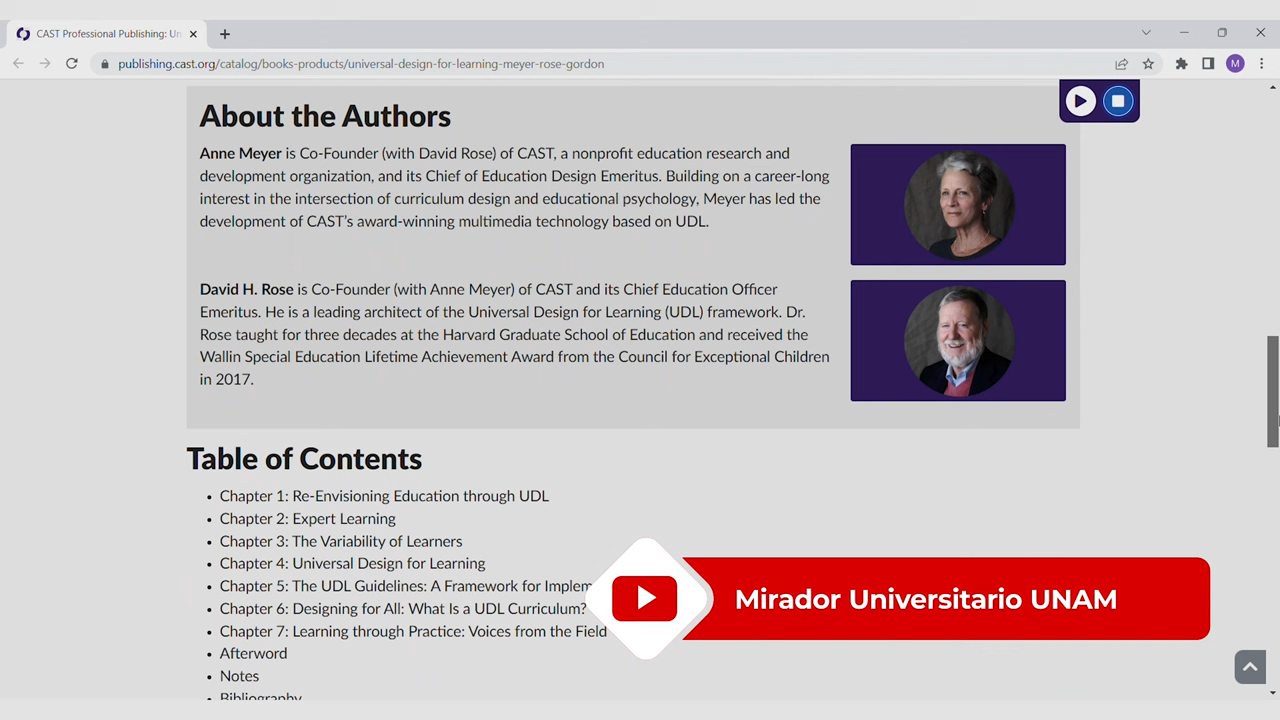 CAST Professional Publishing: Un
publishing.cast.org/catalog/books-products/universal-design-for-learning-meyer-rose-gordon
M
About the Authors
Anne Meyer is Co-Founder (with David Rose) of CAST, a nonprofit education research and
development organization, and its Chief of Education Design Emeritus. Building on a career-long
interest in the intersection of curriculum design and educational psychology, Meyer has led the
development of CAST’s award-winning multimedia technology based on UDL.
David H. Rose is Co-Founder (with Anne Meyer) of CAST and its Chief Education Officer
Emeritus. He is a leading architect of the Universal Design for Learning (UDL) framework. Dr.
Rose taught for three decades at the Harvard Graduate School of Education and received the
Wallin Special Education Lifetime Achievement Award from the Council for Exceptional Children
in 2017.
Table of Contents
• Chapter 1: Re-Envisioning Education through UDL
• Chapter 2: Expert Learning
• Chapter 3: The Variability of Learners
• Chapter 4: Universal Design for Learning
• Chapter 5: The UDL Guidelines: A Framework for Implem
• Chapter 6: Designing for All: What Is a UDL Curriculum?
• Chapter 7: Learning through Practice: Voices from the Field
• Afterword
• Notes
• Bibliography
Mirador Universitario UNAM